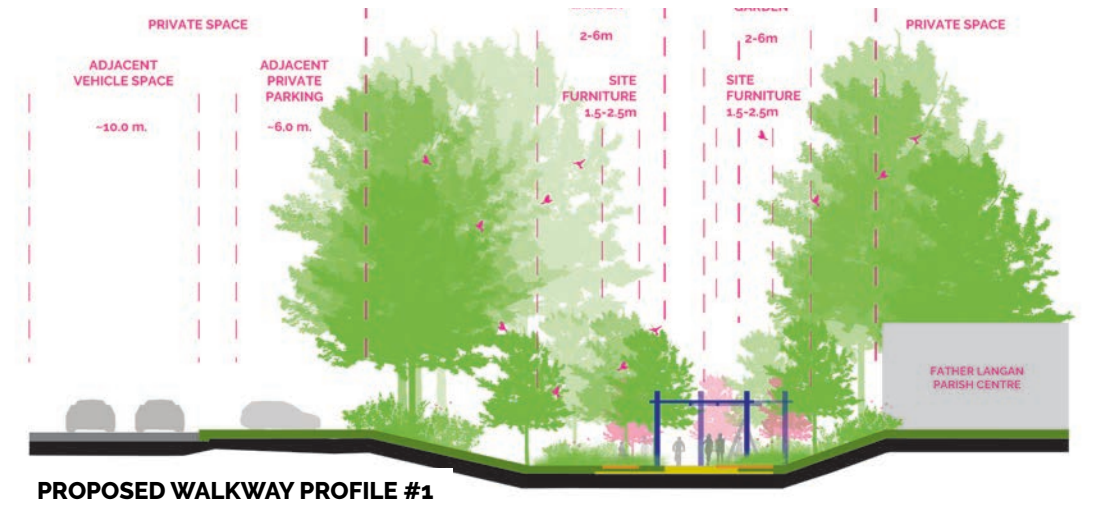 PRIVATE SPACE
GARDEN
GARDEN
PRIVATE SPACE
2-6m
2-6m
ADJACENT
VEHICLE SPACE
~10.0 m.
ADJACENT
PRIVATE
PARKING
~6.0 m.
SITE
FURNITURE
1.5-2.5m
SITE
FURNITURE
1.5-2.5m
FATHER LANGAN
PARISH CENTRE
PROPOSED WALKWAY PROFILE #1